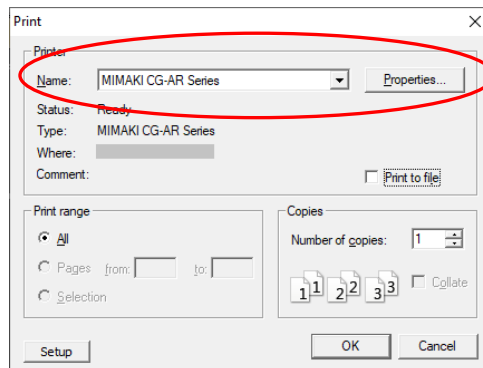 Print
Printer
Name: MIMAKI CG-AR Series Properties...
Status: Ready
Type: MIMAKI CG-AR Series
Where:
Comment: Print to file
Print range
All
Pages from: to:
Selection
Copies
Number of copies: 1
1 1 2 2 3 3 Collate
Setup OK Cancel